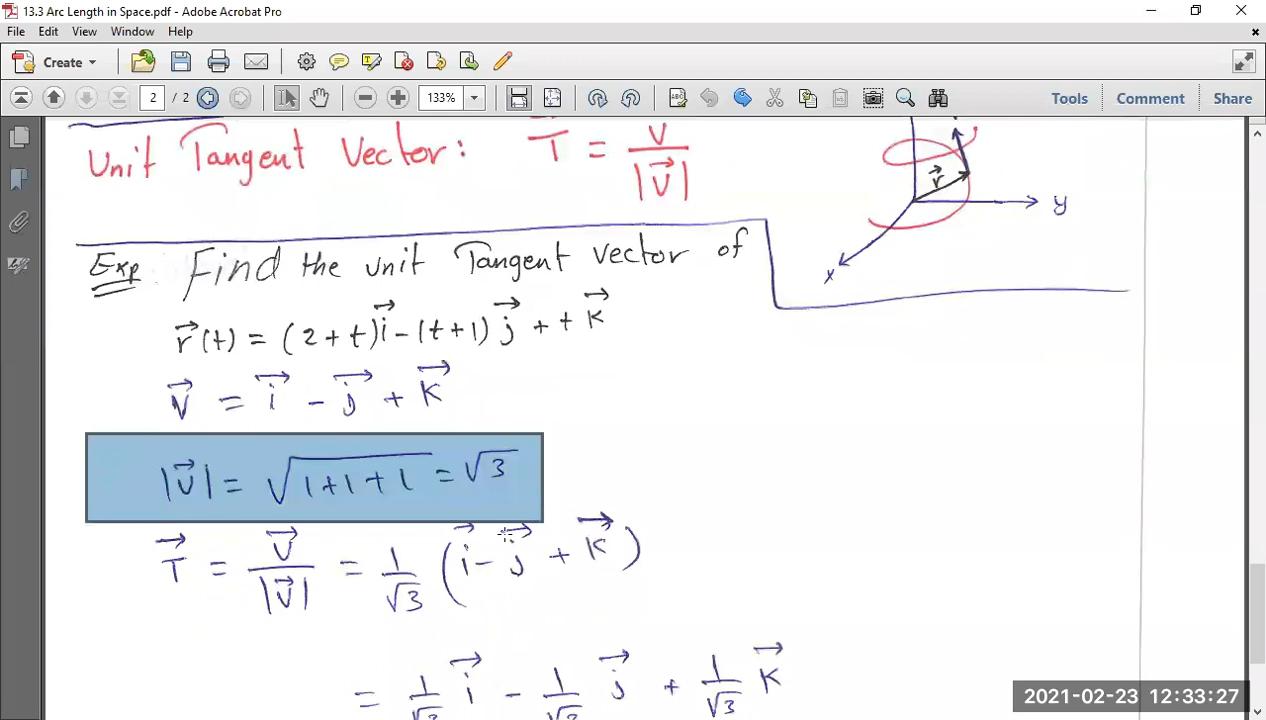 13.3 Arc Length in Space.pdf - Adobe Acrobat Pro
File Edit View Window Help
Create
2 / 2 133% Tools Comment Share
Unit Tangent Vector: T = V / |V|
r
y
x
Exp Find the unit Tangent vector of
r(t) = (2+t)i - (t+1)j + t k
V = i - j + k
|V| = √1+1+1 = √3
T = V / |V| = 1/√3 (i - j + k)
= 1/√3 i - 1/√3 j + 1/√3 k
2021-02-23 12:33:27